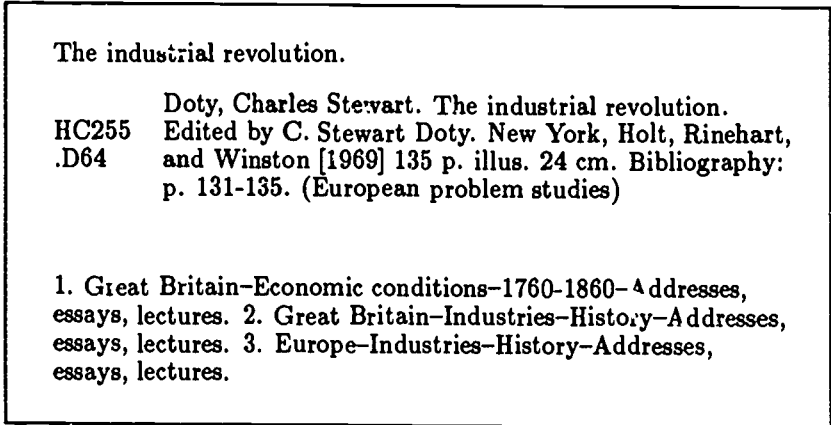 The industrial revolution.
Doty, Charles Stewart. The industrial revolution.
HC255 Edited by C. Stewart Doty. New York, Holt, Rinehart,
.D64 and Winston [1969] 135 p. illus. 24 cm. Bibliography:
p. 131-135. (European problem studies)
1. Great Britain–Economic conditions–1760-1860–Addresses,
essays, lectures. 2. Great Britain–Industries–History–Addresses,
essays, lectures. 3. Europe–Industries–History–Addresses,
essays, lectures.